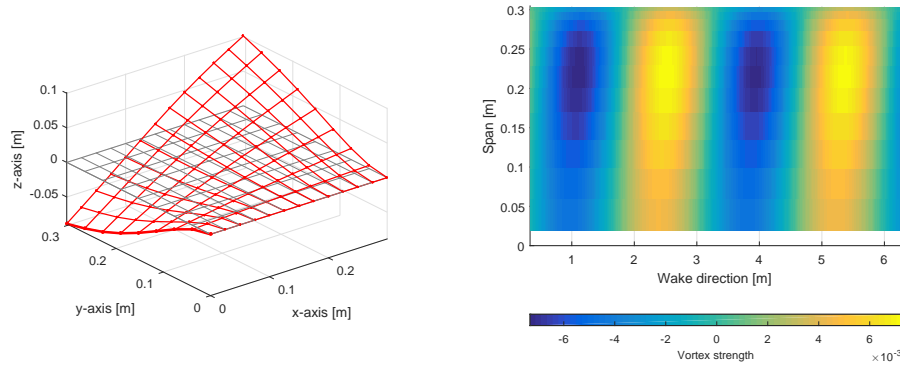 0.1
0.05
0
-0.05
z-axis [m]
0.3
0.2
0.1
0
y-axis [m]
0
0.1
0.2
x-axis [m]
0.3
0.25
0.2
0.15
0.1
0.05
0
Span [m]
1 2 3 4 5 6
Wake direction [m]
-6 -4 -2 0 2 4 6
Vortex strength
×10⁻³